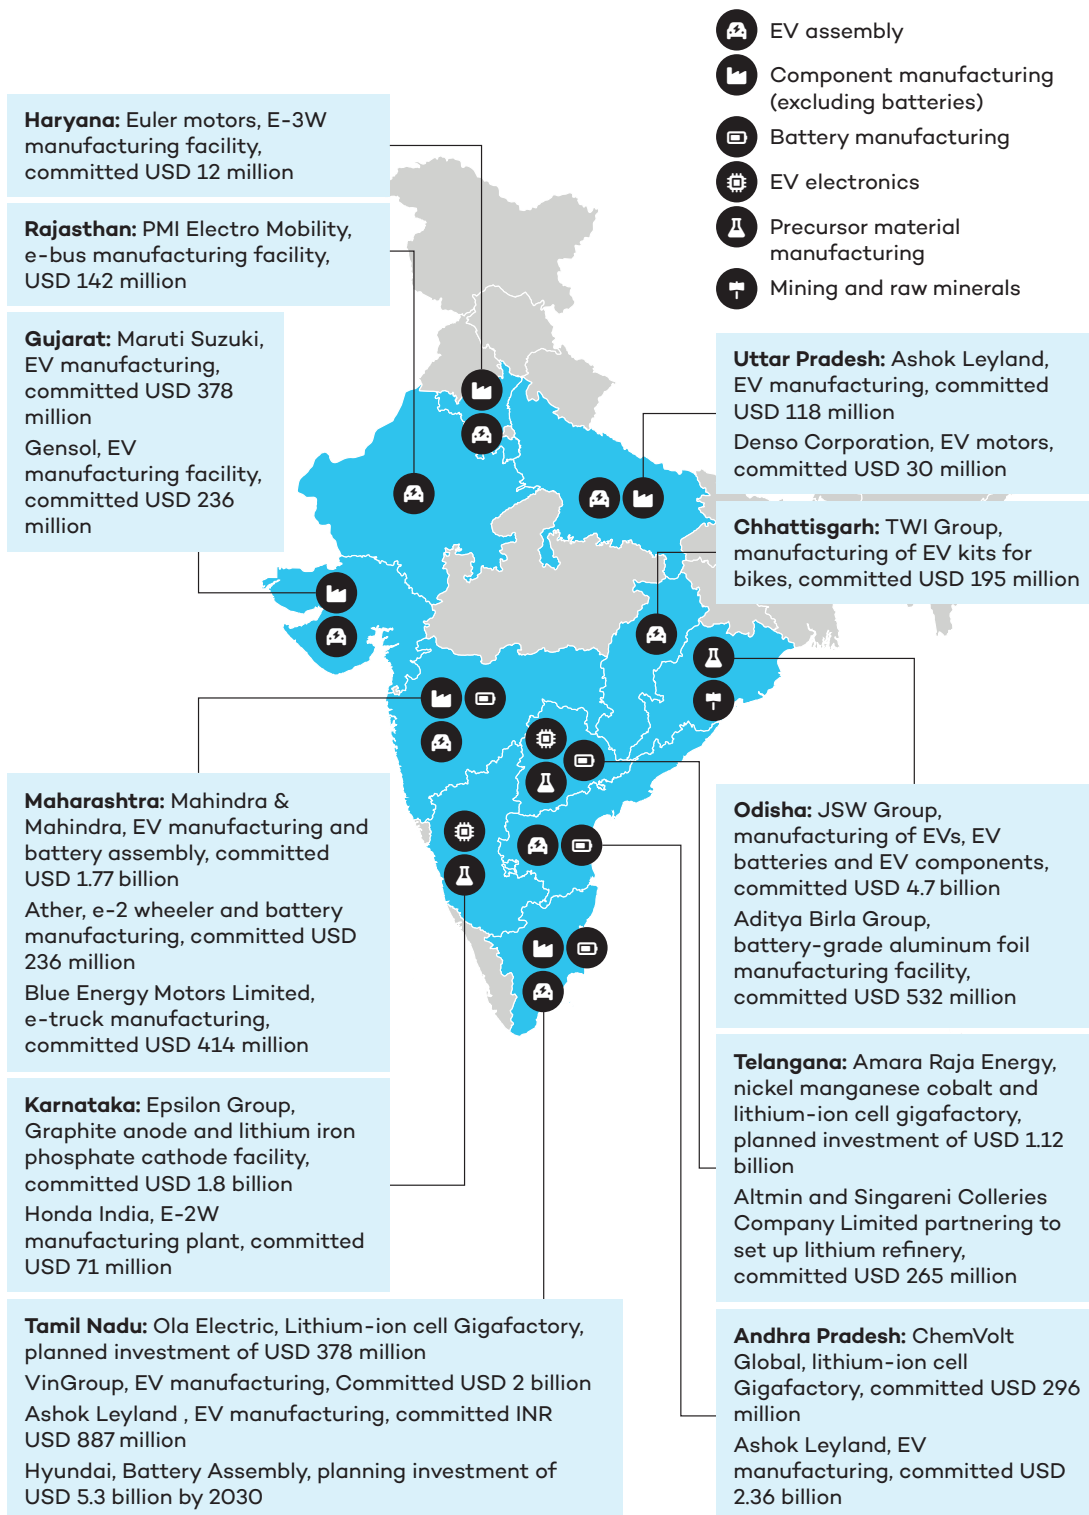 EV assembly
Component manufacturing
(excluding batteries)
Battery manufacturing
EV electronics
Precursor material
manufacturing
Mining and raw minerals
Haryana: Euler motors, E-3W
manufacturing facility,
committed USD 12 million
Rajasthan: PMI Electro Mobility,
e-bus manufacturing facility,
USD 142 million
Gujarat: Maruti Suzuki,
EV manufacturing,
committed USD 378
million
Gensol, EV
manufacturing facility,
committed USD 236
million
Uttar Pradesh: Ashok Leyland,
EV manufacturing, committed
USD 118 million
Denso Corporation, EV motors,
committed USD 30 million
Chhattisgarh: TWI Group,
manufacturing of EV kits for
bikes, committed USD 195 million
Maharashtra: Mahindra &
Mahindra, EV manufacturing and
battery assembly, committed
USD 1.77 billion
Ather, e-2 wheeler and battery
manufacturing, committed USD
236 million
Blue Energy Motors Limited,
e-truck manufacturing,
committed USD 414 million
Odisha: JSW Group,
manufacturing of EVs, EV
batteries and EV components,
committed USD 4.7 billion
Aditya Birla Group,
battery-grade aluminum foil
manufacturing facility,
committed USD 532 million
Karnataka: Epsilon Group,
Graphite anode and lithium iron
phosphate cathode facility,
committed USD 1.8 billion
Honda India, E-2W
manufacturing plant, committed
USD 71 million
Telangana: Amara Raja Energy,
nickel manganese cobalt and
lithium-ion cell gigafactory,
planned investment of USD 1.12
billion
Altmin and Singareni Colleries
Company Limited partnering to
set up lithium refinery,
committed USD 265 million
Tamil Nadu: Ola Electric, Lithium-ion cell Gigafactory,
planned investment of USD 378 million
VinGroup, EV manufacturing, Committed USD 2 billion
Ashok Leyland , EV manufacturing, committed INR
USD 887 million
Hyundai, Battery Assembly, planning investment of
USD 5.3 billion by 2030
Andhra Pradesh: ChemVolt
Global, lithium-ion cell
Gigafactory, committed USD 296
million
Ashok Leyland, EV
manufacturing, committed USD
2.36 billion